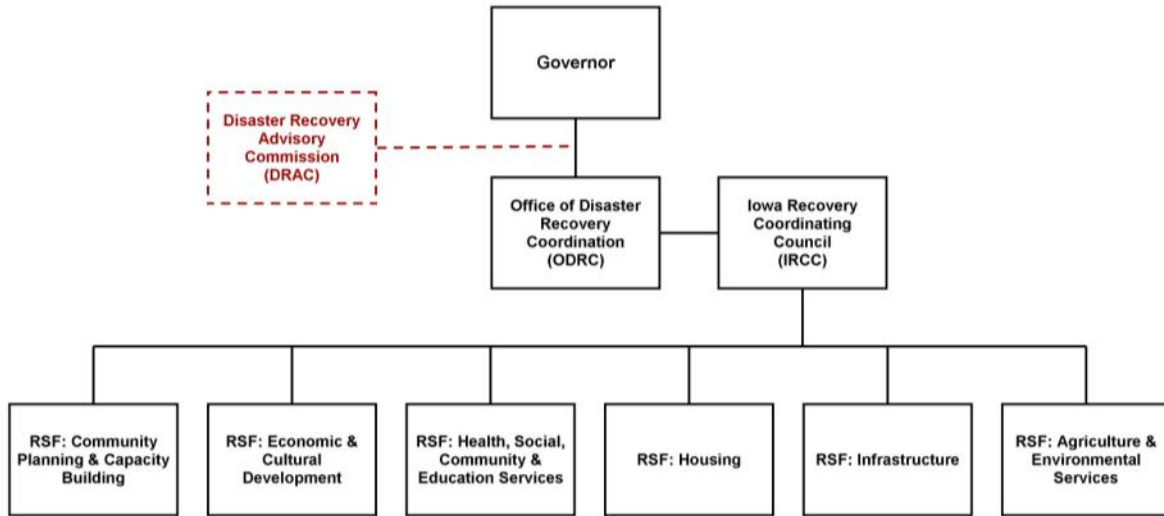 Governor
Disaster Recovery
Advisory
Commission
(DRAC)
Office of Disaster
Recovery
Coordination
(ODRC)
Iowa Recovery
Coordinating
Council
(IRCC)
RSF: Community
Planning & Capacity
Building
RSF: Economic &
Cultural
Development
RSF: Health, Social,
Community &
Education Services
RSF: Housing
RSF: Infrastructure
RSF: Agriculture &
Environmental
Services